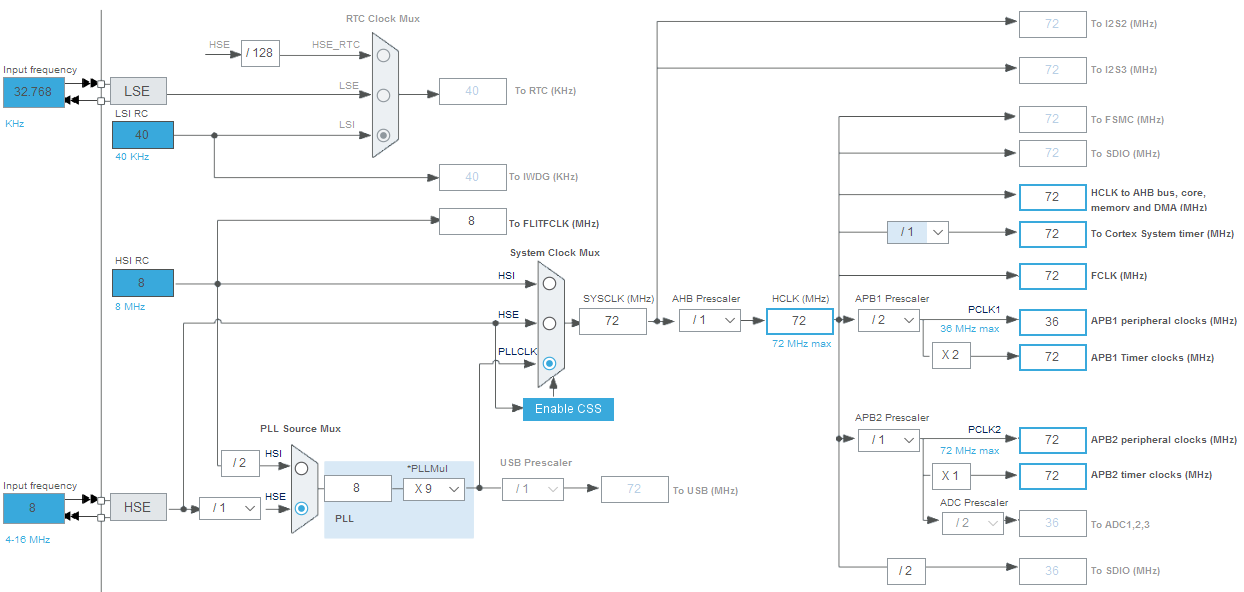 RTC Clock Mux
HSE
/ 128
HSE_RTC
72
To I2S2 (MHz)
Input frequency
32.768
KHz
LSE
LSE
40
To RTC (KHz)
72
To I2S3 (MHz)
LSI RC
40
40 KHz
LSI
72
To FSMC (MHz)
72
To SDIO (MHz)
40
To IWDG (KHz)
72
HCLK to AHB bus, core,
memory and DMA (MHz)
8
To FLITFCLK (MHz)
/ 1
72
To Cortex System timer (MHz)
System Clock Mux
HSI RC
8
8 MHz
HSI
72
FCLK (MHz)
HSE
PLLCLK
SYSCLK (MHz)
72
AHB Prescaler
/ 1
HCLK (MHz)
72
72 MHz max
APB1 Prescaler
/ 2
PCLK1
36 MHz max
36
APB1 peripheral clocks (MHz)
X 2
72
APB1 Timer clocks (MHz)
Enable CSS
APB2 Prescaler
/ 1
PCLK2
72 MHz max
72
APB2 peripheral clocks (MHz)
PLL Source Mux
HSI
/ 2
*PLLMul
8
X 9
PLL
USB Prescaler
/ 1
72
To USB (MHz)
X 1
72
APB2 timer clocks (MHz)
Input frequency
8
4-16 MHz
HSE
/ 1
HSE
ADC Prescaler
/ 2
36
To ADC1,2,3
/ 2
36
To SDIO (MHz)